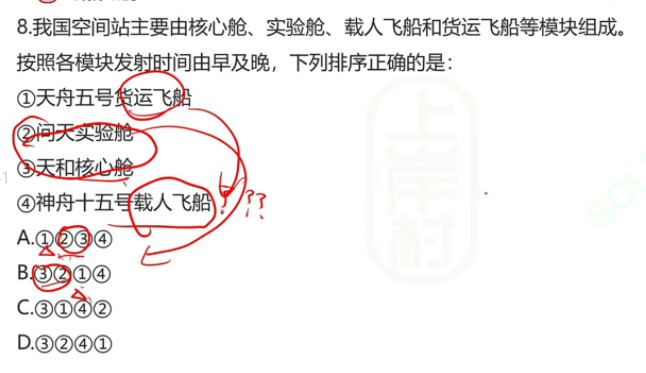 8.我国空间站主要由核心舱、实验舱、载人飞船和货运飞船等模块组成。
按照各模块发射时间由早及晚，下列排序正确的是：
①天舟五号货运飞船
②问天实验舱
③天和核心舱
④神舟十五号载人飞船
??
A.①②③④
B.③②①④
C.③①④②
D.③②④①
上岸村